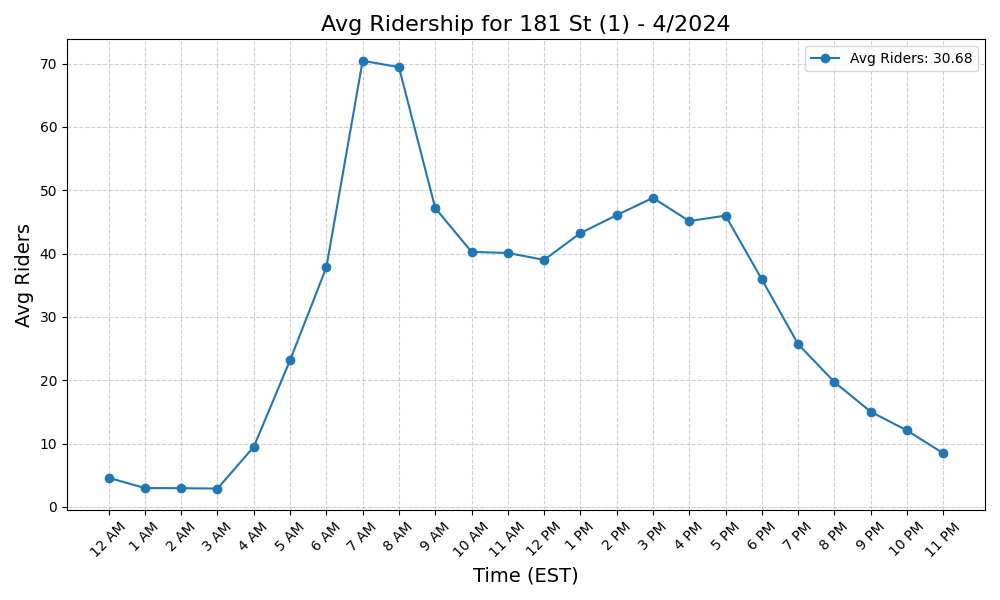 Avg Ridership for 181 St (1) - 4/2024
Avg Riders: 30.68
Avg Riders
70
60
50
40
30
20
10
0
12 AM
1 AM
2 AM
3 AM
4 AM
5 AM
6 AM
7 AM
8 AM
9 AM
10 AM
11 AM
12 PM
1 PM
2 PM
3 PM
4 PM
5 PM
6 PM
7 PM
8 PM
9 PM
10 PM
11 PM
Time (EST)